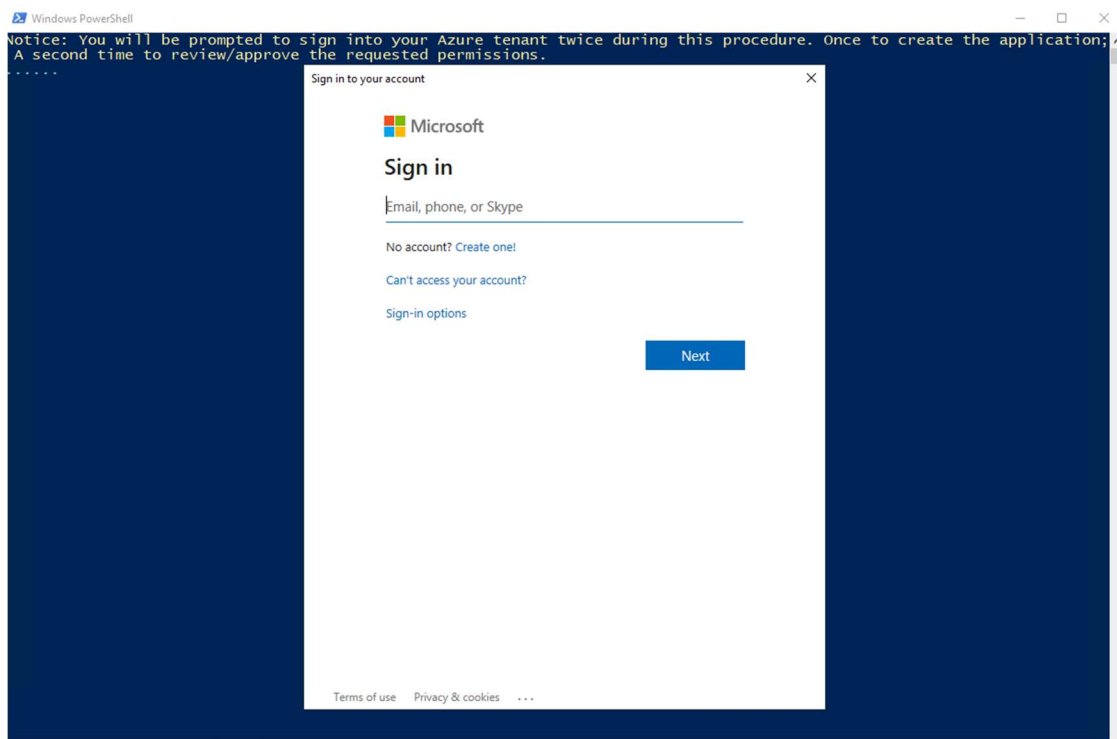 Windows PowerShell
Notice: You will be prompted to sign into your Azure tenant twice during this procedure. Once to create the application;
A second time to review/approve the requested permissions.
......
Sign in to your account
Microsoft
Sign in
Email, phone, or Skype
No account? Create one!
Can't access your account?
Sign-in options
Next
Terms of use Privacy & cookies ...